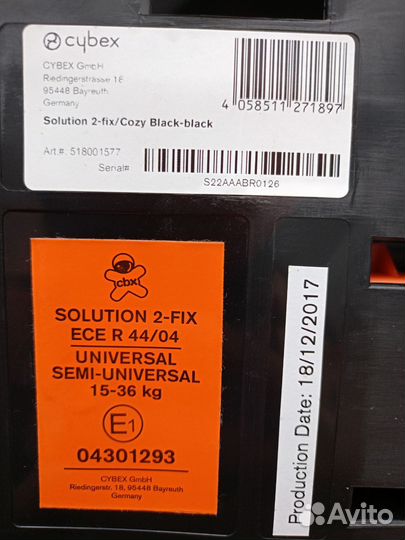 cybex
CYBEX GmbH
Riedingerstrasse 18
95448 Bayreuth
Germany
4 058511 271897
Solution 2-fix/Cozy Black-black
Art.#: 518001577
Serial#:
S22AAABR0126
cbx
SOLUTION 2-FIX
ECE R 44/04
UNIVERSAL
SEMI-UNIVERSAL
15-36 kg
E1
04301293
CYBEX GmbH
Riedingerstr. 18, 95448 Bayreuth
Germany
Production Date: 18/12/2017
Avito